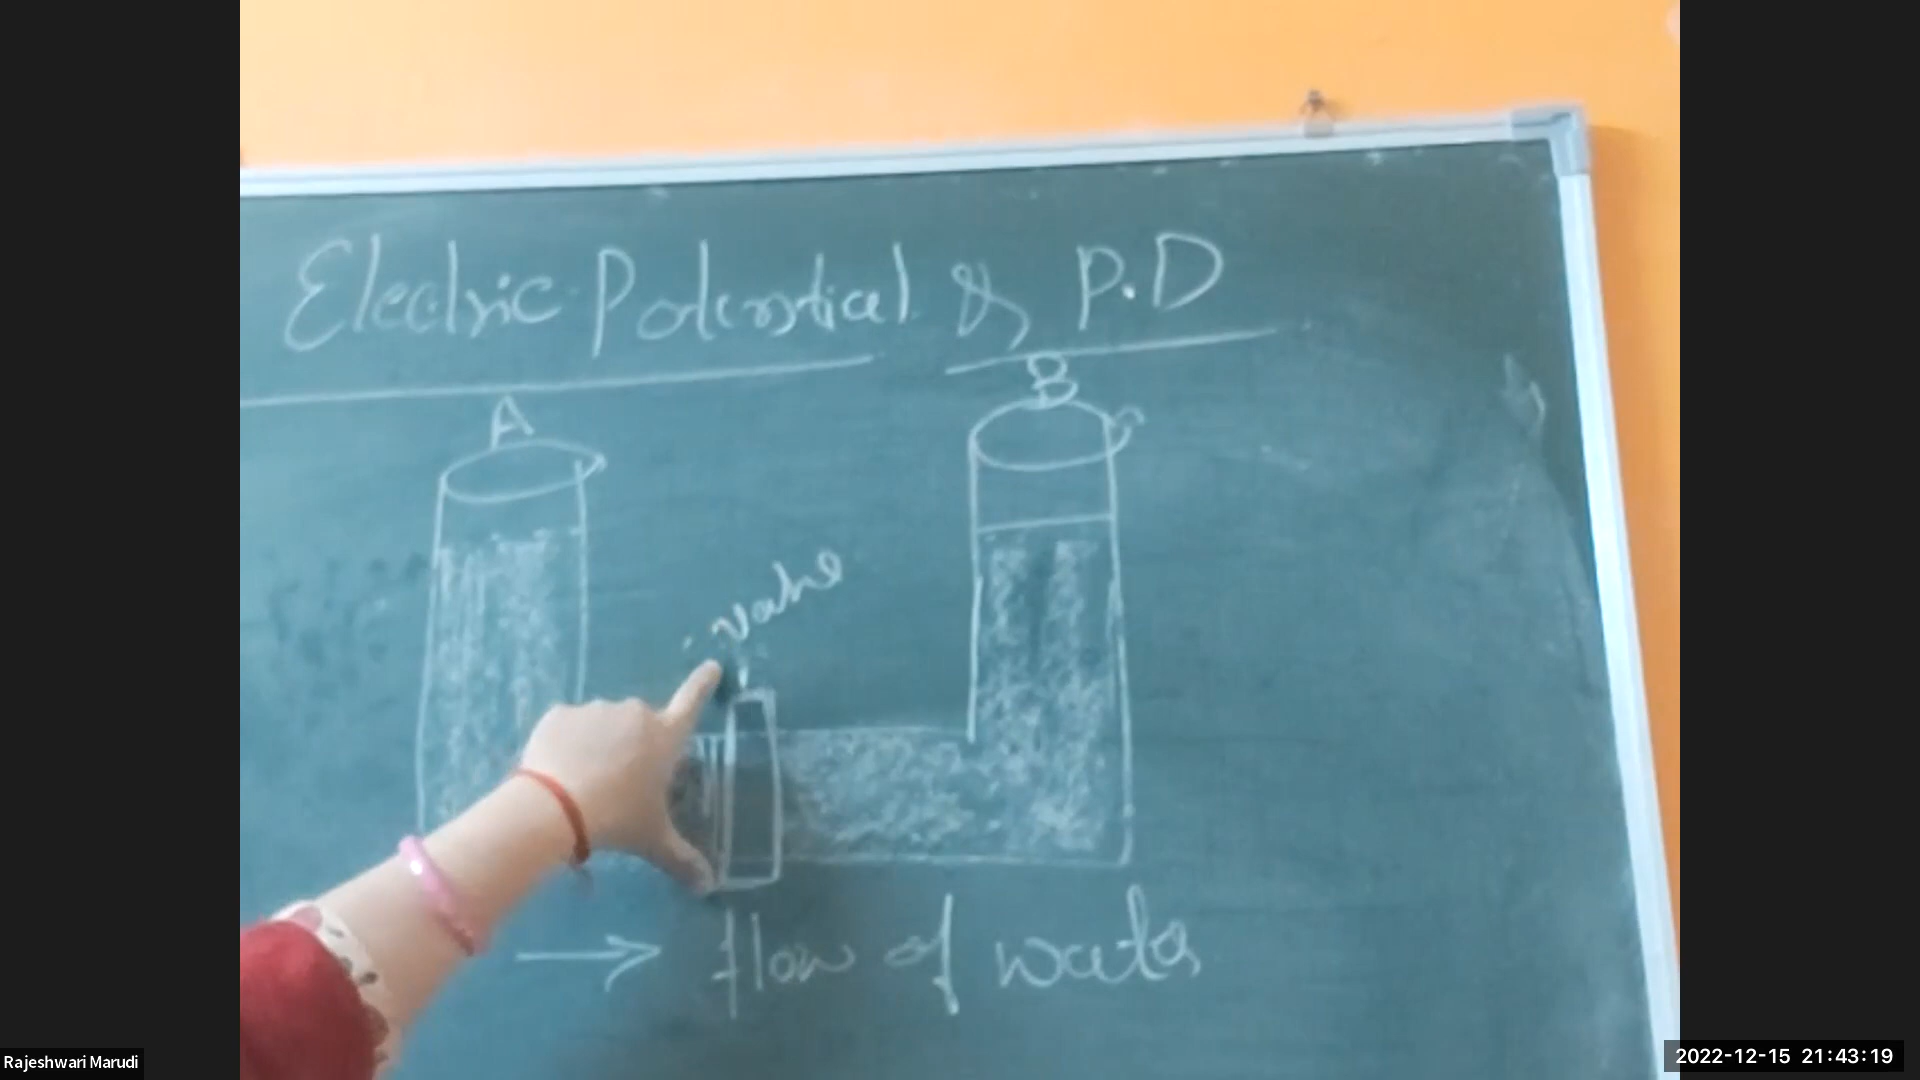 Electric Potential & P.D
A
B
valve
→ flow of water
Rajeshwari Marudi
2022-12-15 21:43:19